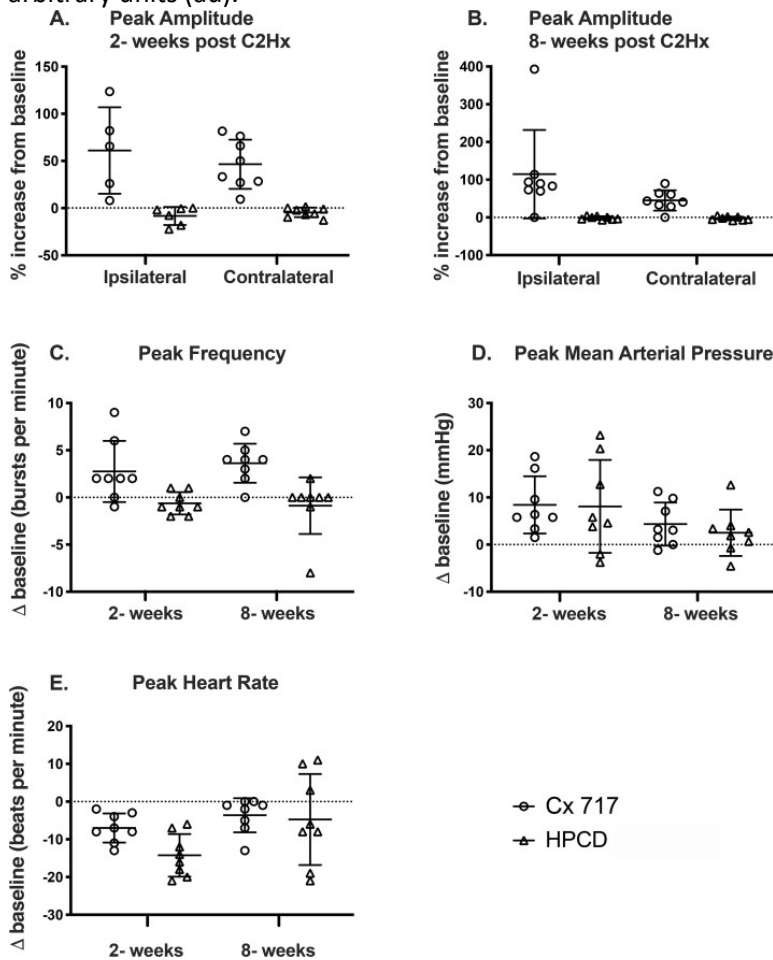 arbitrary units (au).
A. Peak Amplitude
2- weeks post C2Hx
% increase from baseline
150
100
50
0
-50
Ipsilateral Contralateral
B. Peak Amplitude
8- weeks post C2Hx
% increase from baseline
400
300
200
100
0
-100
Ipsilateral Contralateral
C. Peak Frequency
Δ baseline (bursts per minute)
10
5
0
-5
-10
2- weeks 8- weeks
D. Peak Mean Arterial Pressure
Δ baseline (mmHg)
30
20
10
0
-10
2- weeks 8- weeks
E. Peak Heart Rate
Δ baseline (beats per minute)
20
10
0
-10
-20
-30
2- weeks 8- weeks
Cx 717
HPCD